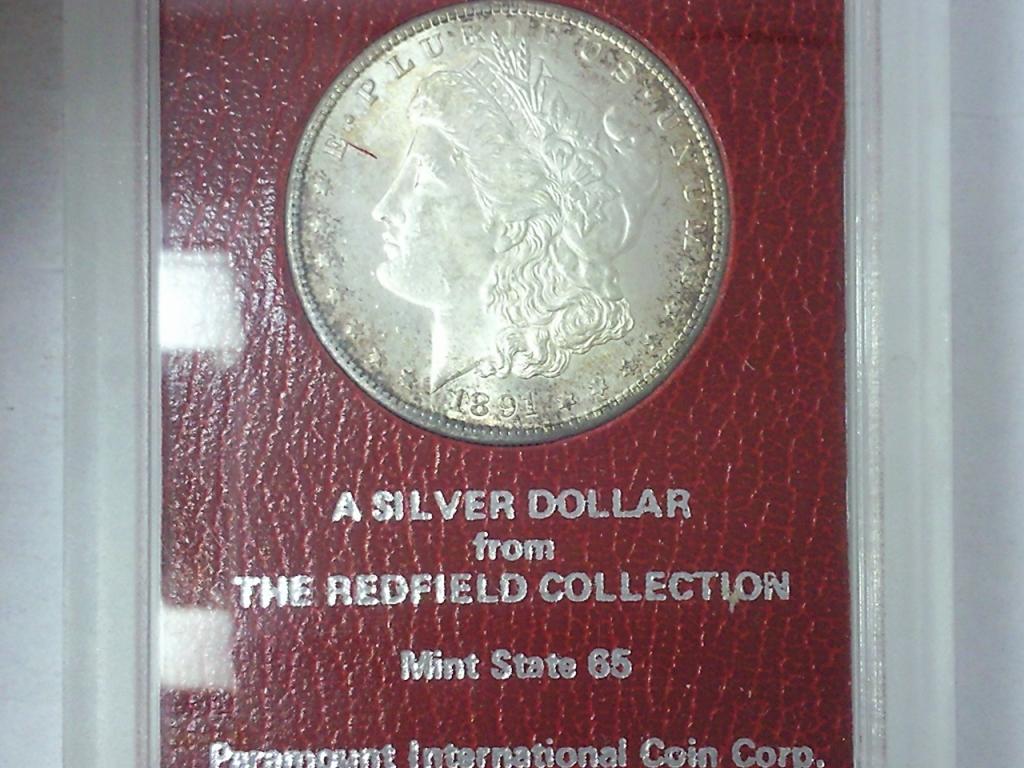 E·PLURIBUS·UNUM
1891
A SILVER DOLLAR
from
THE REDFIELD COLLECTION
Mint State 65
Paramount International Coin Corp.